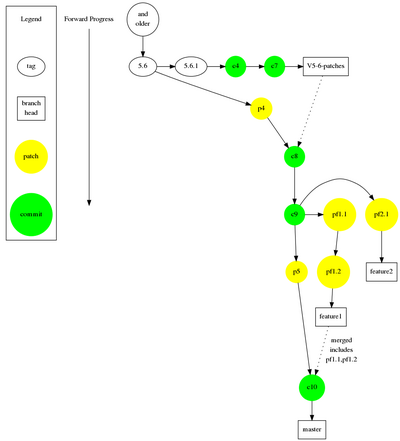 Legend
Forward Progress
and
older
tag
5.6
5.6.1
c4
c7
V5-6-patches
branch
head
p4
patch
c8
commit
c9
pf1.1
pf2.1
p5
pf1.2
feature2
feature1
merged
includes
pf1.1,pf1.2
c10
master